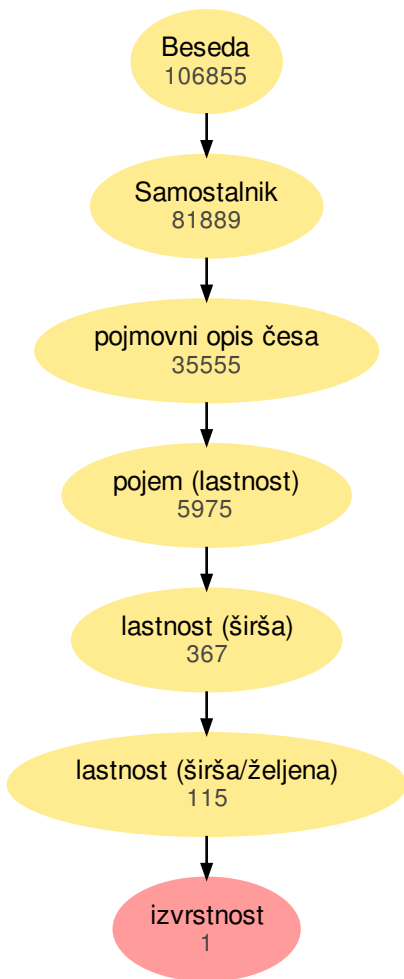 Beseda
106855
Samostalnik
81889
pojmovni opis česa
35555
pojem (lastnost)
5975
lastnost (širša)
367
lastnost (širša/željena)
115
izvrstnost
1